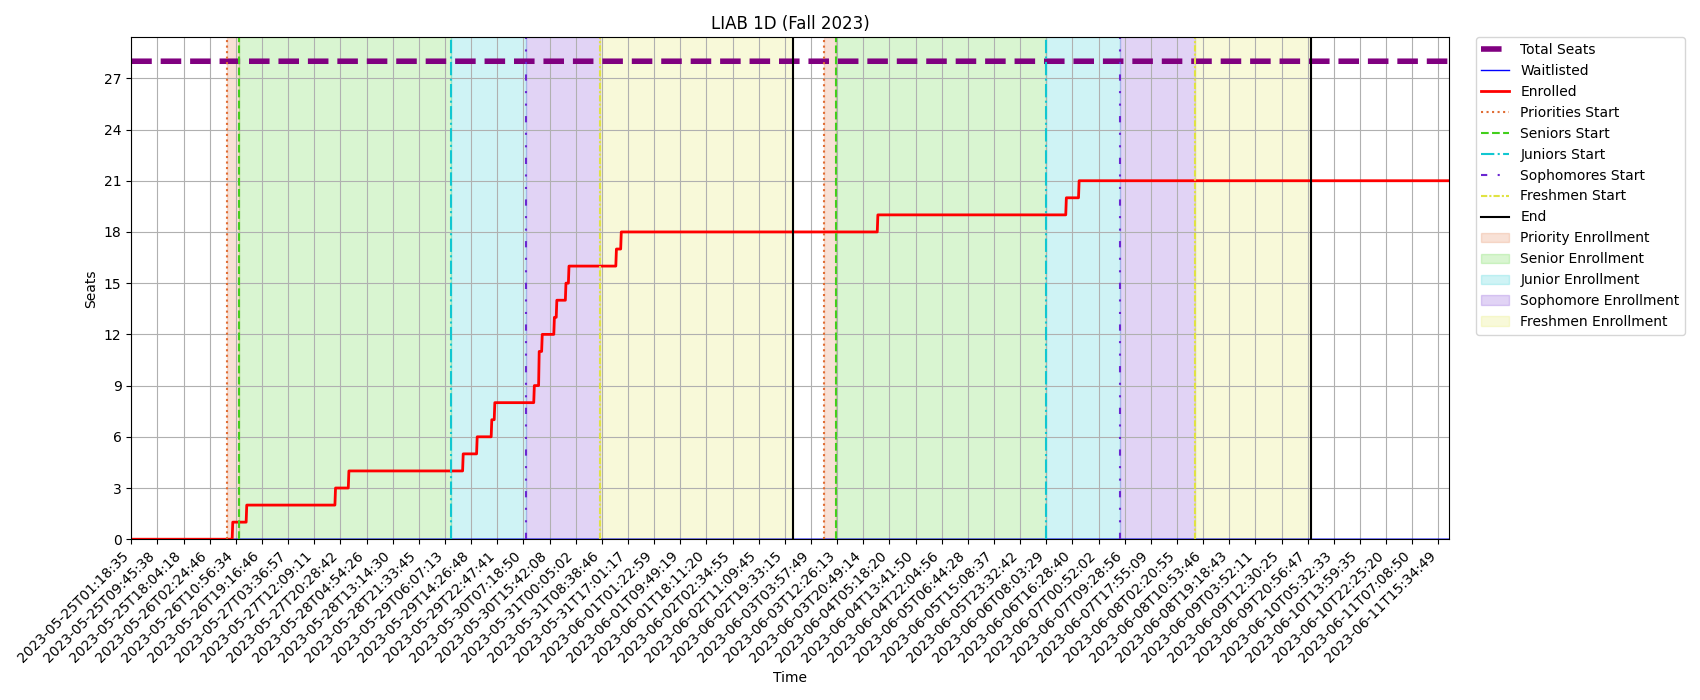 LIAB 1D (Fall 2023)
Total Seats
Waitlisted
Enrolled
Priorities Start
Seniors Start
Juniors Start
Sophomores Start
Freshmen Start
End
Priority Enrollment
Senior Enrollment
Junior Enrollment
Sophomore Enrollment
Freshmen Enrollment
Seats
27
24
21
18
15
12
9
6
3
0
2023-05-25T01:18:35
2023-05-25T09:45:38
2023-05-25T18:04:18
2023-05-26T02:24:46
2023-05-26T10:56:34
2023-05-26T19:16:46
2023-05-27T03:36:57
2023-05-27T12:09:11
2023-05-27T20:28:42
2023-05-28T04:54:26
2023-05-28T13:14:30
2023-05-28T21:33:45
2023-05-29T06:07:13
2023-05-29T14:26:48
2023-05-29T22:47:41
2023-05-30T07:18:50
2023-05-30T15:42:08
2023-05-31T00:05:02
2023-05-31T08:38:46
2023-05-31T17:01:17
2023-06-01T01:22:59
2023-06-01T09:49:19
2023-06-01T18:11:20
2023-06-02T02:34:55
2023-06-02T11:09:45
2023-06-02T19:33:15
2023-06-03T03:57:49
2023-06-03T12:26:13
2023-06-03T20:49:14
2023-06-04T05:18:20
2023-06-04T13:41:50
2023-06-04T22:04:56
2023-06-05T06:44:28
2023-06-05T15:08:37
2023-06-05T23:32:42
2023-06-06T08:03:29
2023-06-06T16:28:40
2023-06-07T00:52:02
2023-06-07T09:28:56
2023-06-07T17:55:09
2023-06-08T02:20:55
2023-06-08T10:53:46
2023-06-08T19:18:43
2023-06-09T03:52:11
2023-06-09T12:30:25
2023-06-09T20:56:47
2023-06-10T05:32:33
2023-06-10T13:59:35
2023-06-10T22:25:20
2023-06-11T07:08:50
2023-06-11T15:34:49
Time